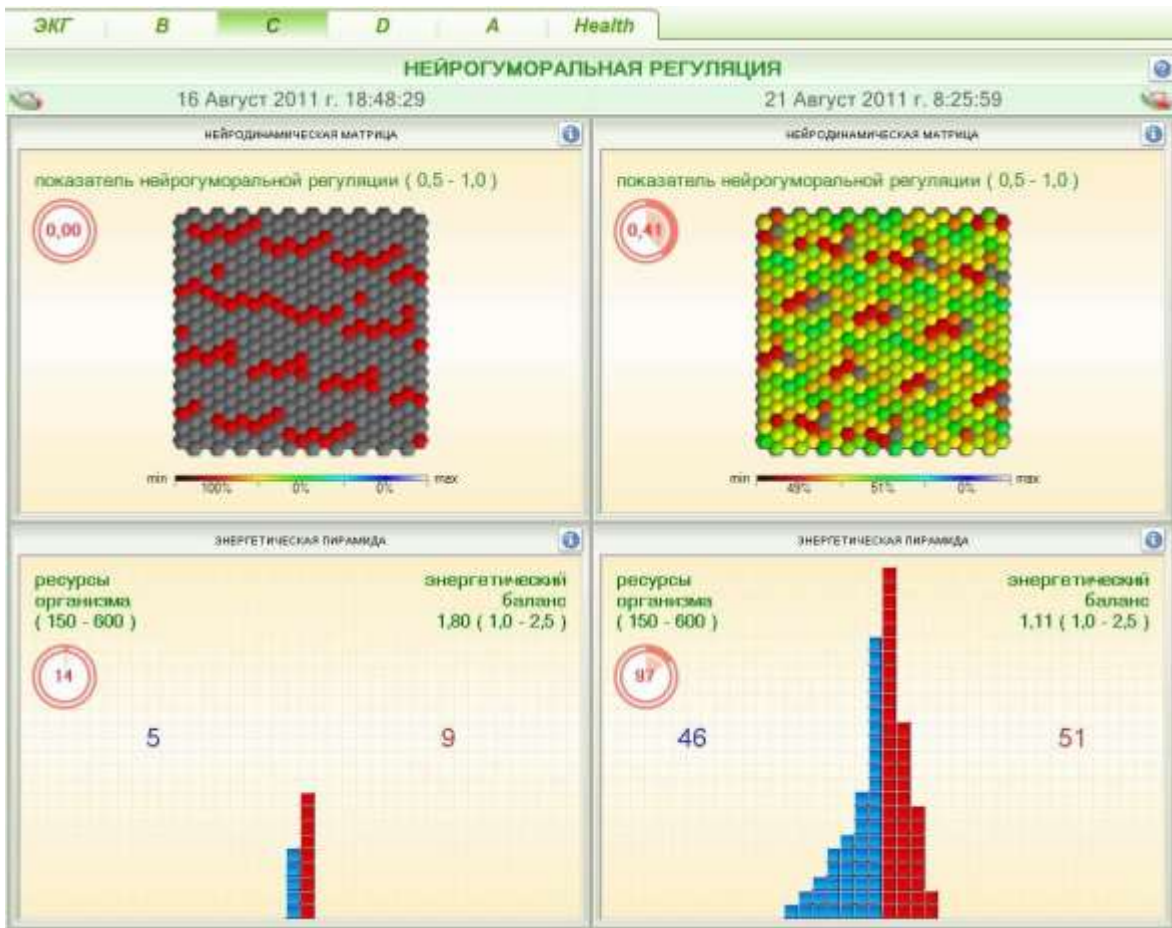 ЭКГ B C D A Health
НЕЙРОГУМОРАЛЬНАЯ РЕГУЛЯЦИЯ
16 Август 2011 г. 18:48:29
21 Август 2011 г. 8:25:59
НЕЙРОДИНАМИЧЕСКАЯ МАТРИЦА
показатель нейрогуморальной регуляции ( 0,5 - 1,0 )
0,00
min 100% 0% 0% max
НЕЙРОДИНАМИЧЕСКАЯ МАТРИЦА
показатель нейрогуморальной регуляции ( 0,5 - 1,0 )
0,41
min 49% 51% 0% max
ЭНЕРГЕТИЧЕСКАЯ ПИРАМИДА
ресурсы
организма
( 150 - 600 )
энергетический
баланс
1,80 ( 1,0 - 2,5 )
14
5
9
ЭНЕРГЕТИЧЕСКАЯ ПИРАМИДА
ресурсы
организма
( 150 - 600 )
энергетический
баланс
1,11 ( 1,0 - 2,5 )
97
46
51